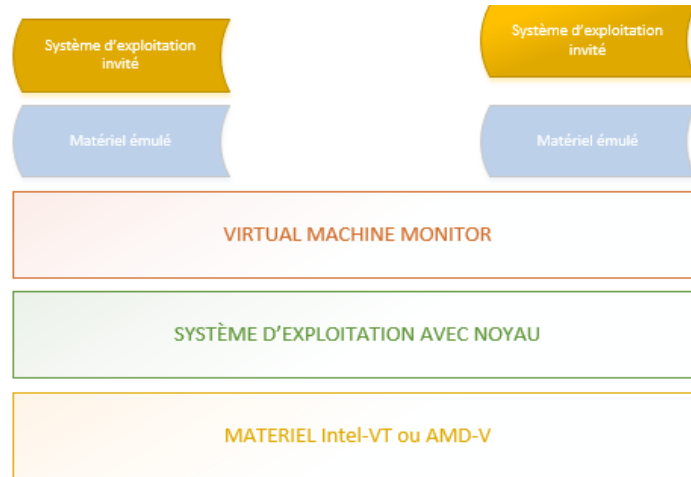 Système d'exploitation
invité
Système d'exploitation
invité
Matériel émulé
Matériel émulé
VIRTUAL MACHINE MONITOR
SYSTÈME D'EXPLOITATION AVEC NOYAU
MATERIEL Intel-VT ou AMD-V